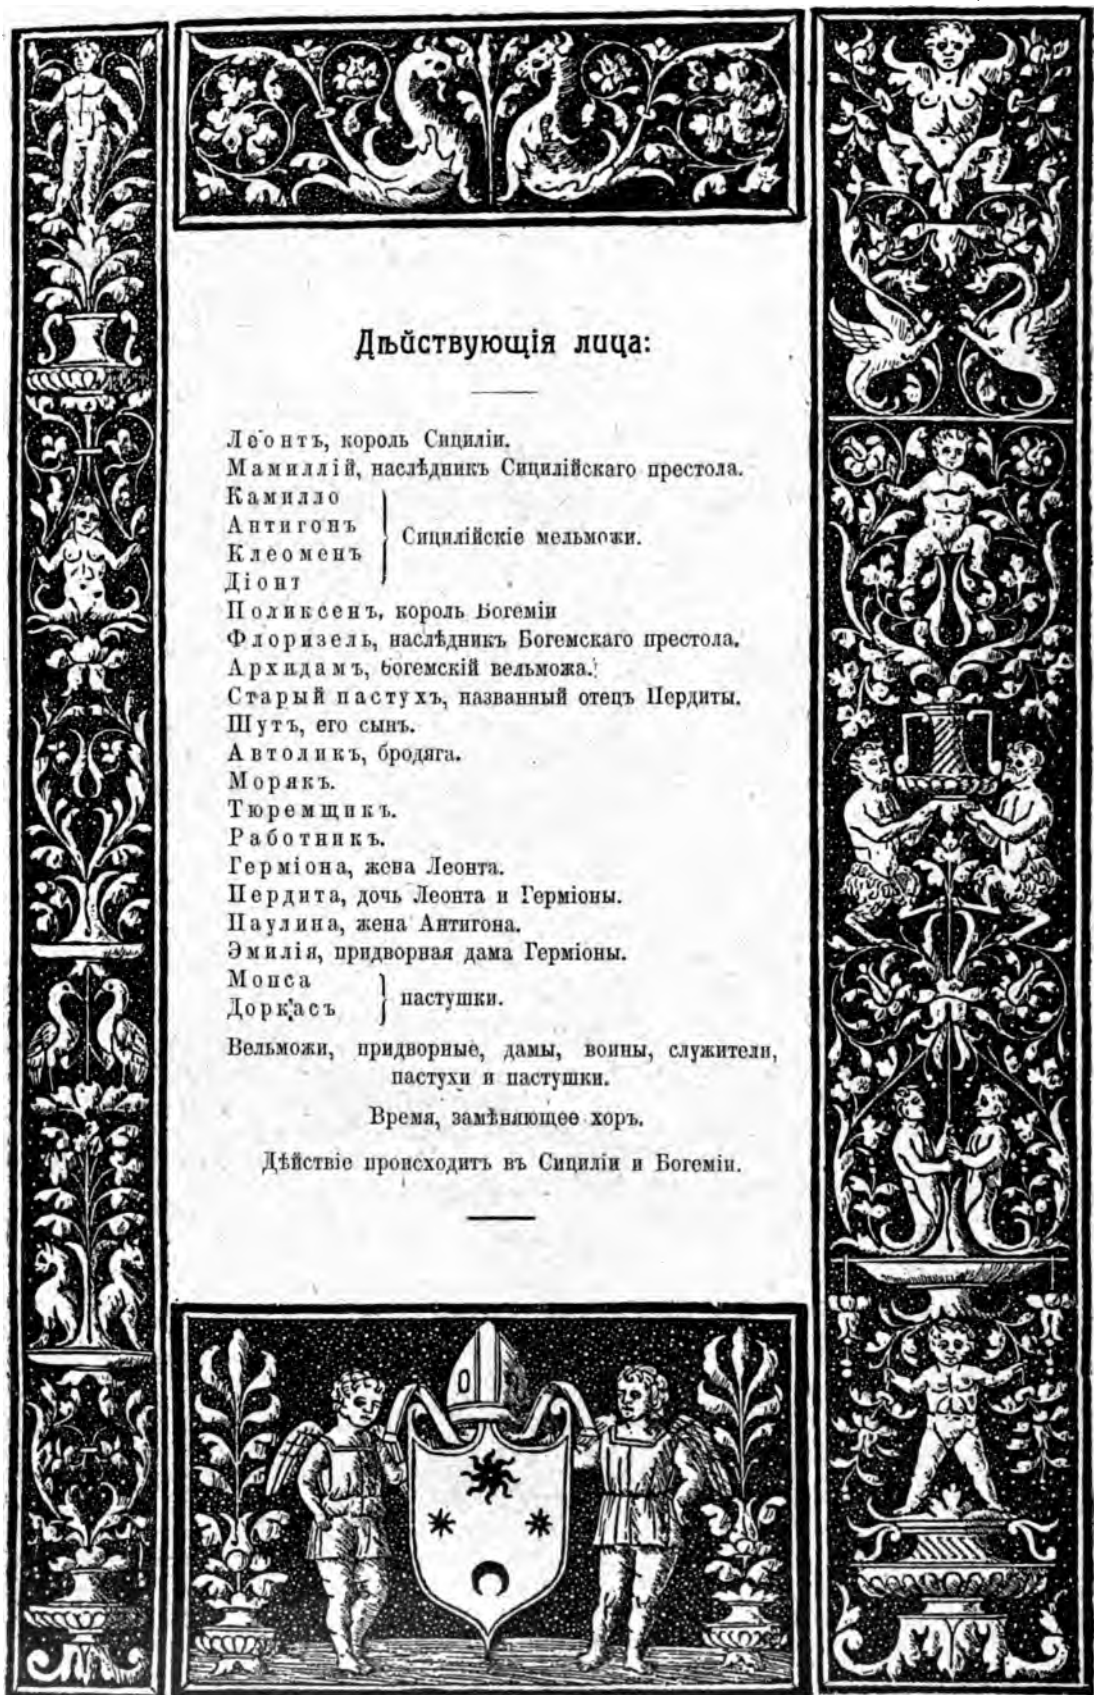 Дѣйствующія лица:
Леонтъ, король Сициліи.
Мамиллій, наслѣдникъ Сицилійскаго престола.
Камилло
Антигонъ
Сицилійскіе мельможи.
Клеоменъ
Діонт
Поликсенъ, король Богеміи
Флоризель, наслѣдникъ Богемскаго престола.
Архидамъ, богемскій вельможа.
Старый пастухъ, названный отецъ Пердиты.
Шутъ, его сынъ.
Автоликъ, бродяга.
Морякъ.
Тюремщикъ.
Работникъ.
Герміона, жена Леонта.
Пердита, дочь Леонта и Герміоны.
Паулина, жена Антигона.
Эмилія, придворная дама Герміоны.
Мопса
пастушки.
Доркасъ
Вельможи, придворные, дамы, воины, служители,
пастухи и пастушки.
Время, замѣняющее хоръ.
Дѣйствіе происходитъ въ Сициліи и Богеміи.